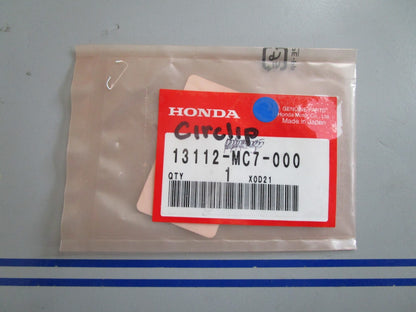 HONDA
GENUINE PARTS
Honda Motor Co., Ltd.
Made in Japan
Circlip
13112-MC7-000
QTY 1 X0D21